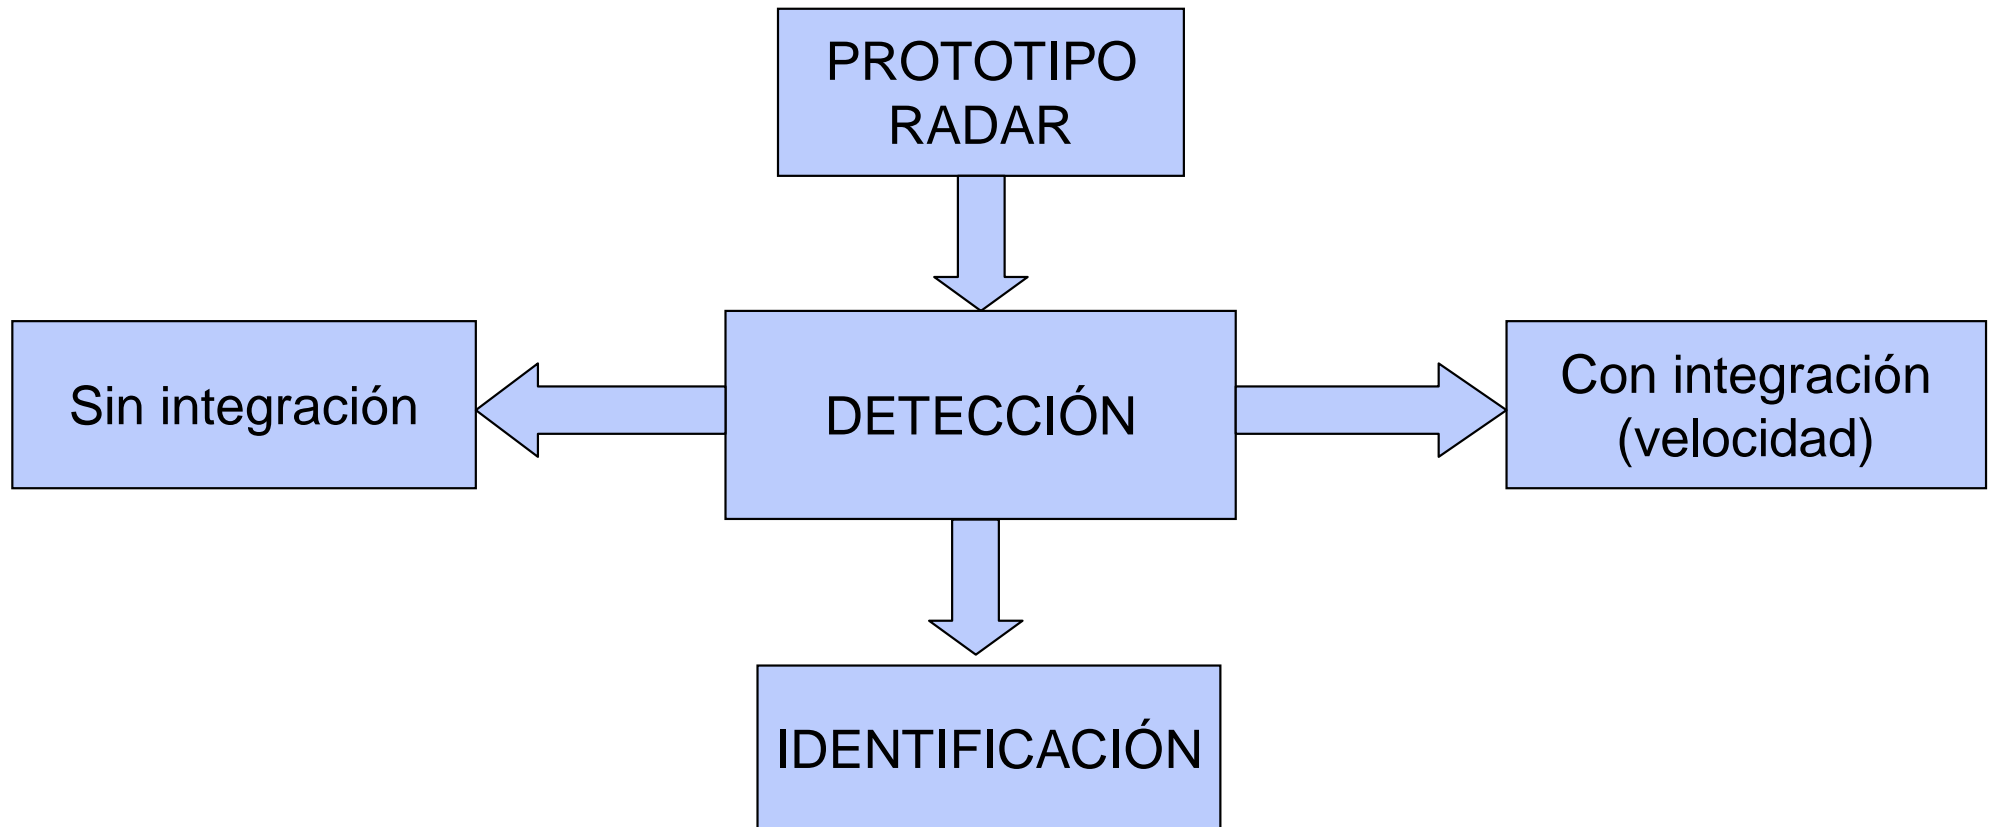 PROTOTIPO
RADAR
Sin integración
DETECCIÓN
Con integración
(velocidad)
IDENTIFICACIÓN